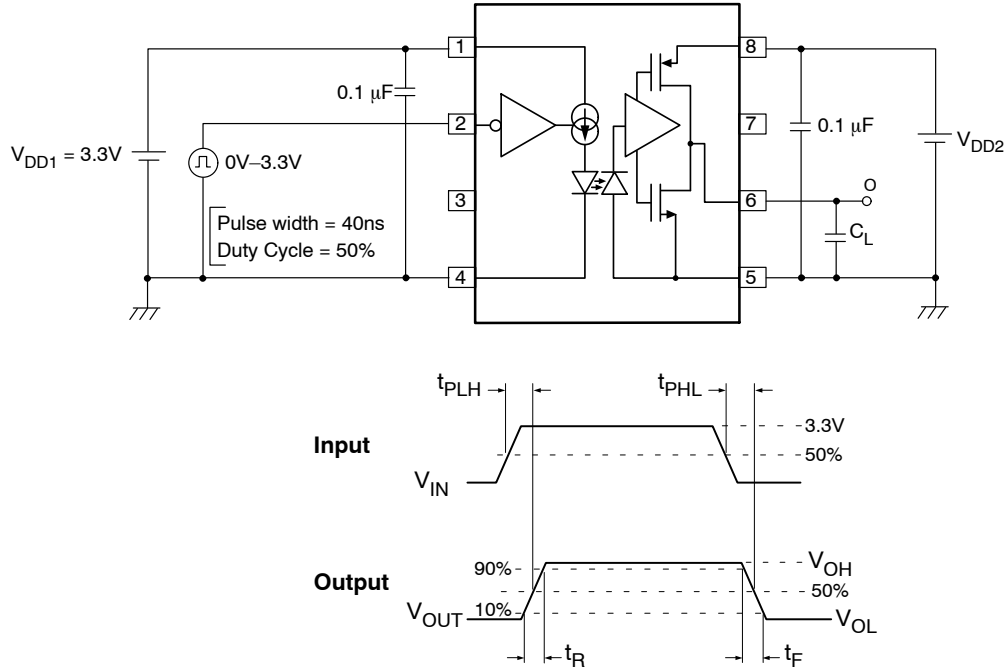 1
8
0.1 μF
2
7
0.1 μF
V_DD1 = 3.3V
0V–3.3V
V_DD2
3
6
O
Pulse width = 40ns
Duty Cycle = 50%
C_L
4
5
t_PLH
t_PHL
Input
3.3V
50%
V_IN
Output
90%
V_OH
50%
V_OUT
10%
V_OL
t_R
t_F